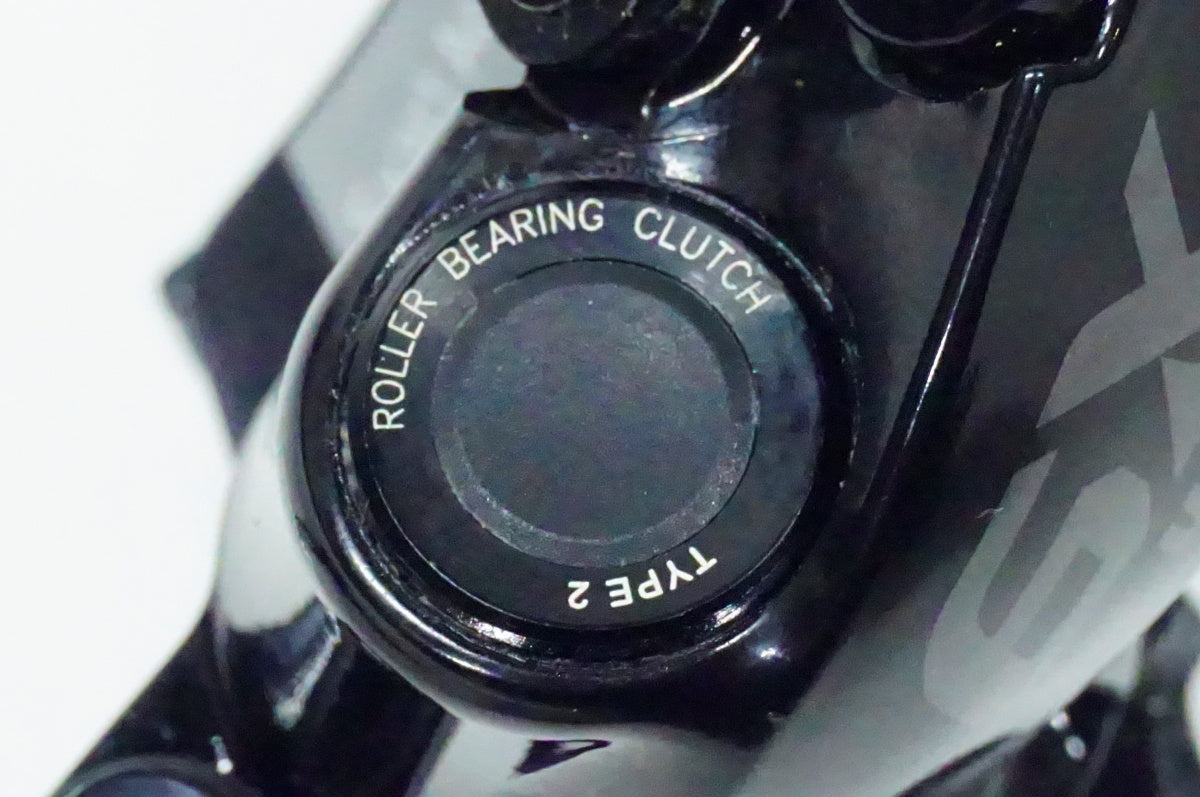 ROLLER BEARING CLUTCH
TYPE 2